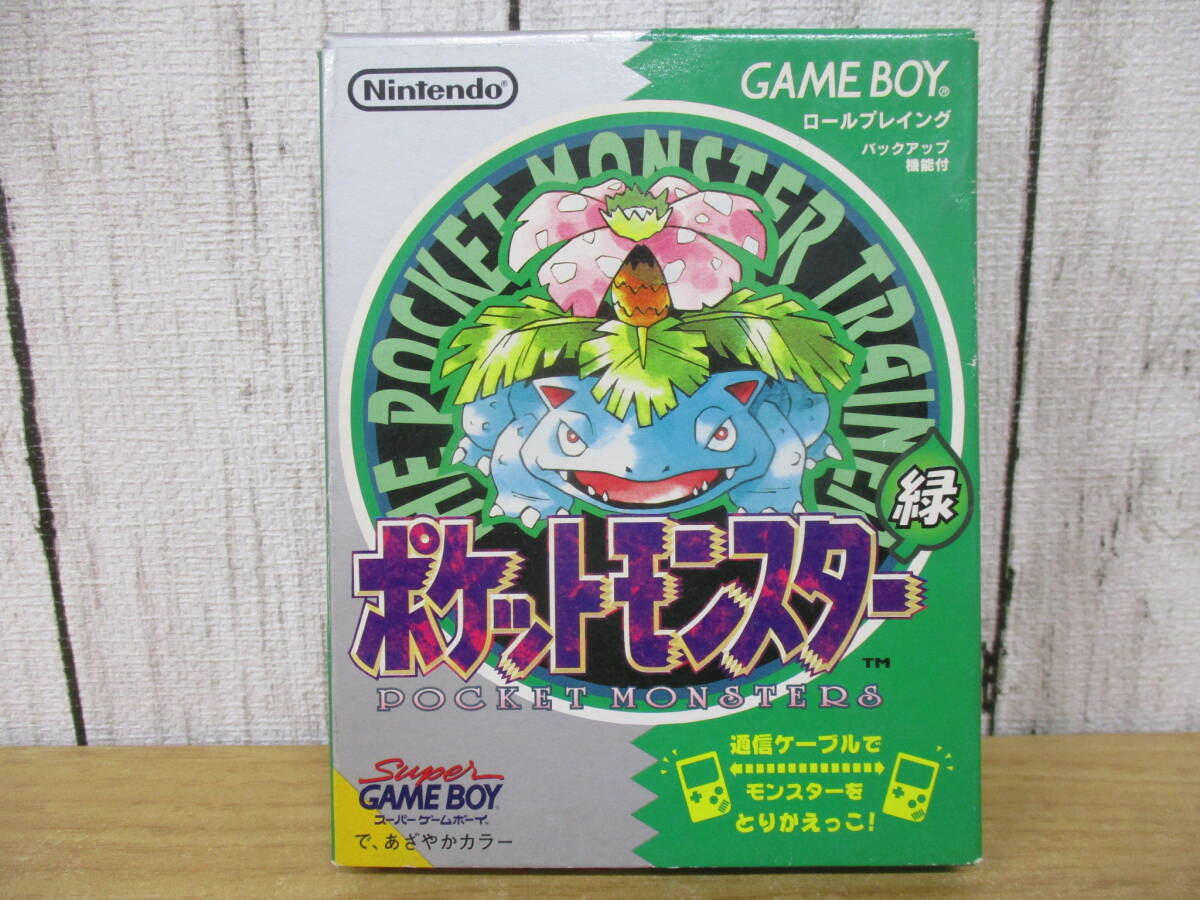 Nintendo®
GAME BOY®
ロールプレイング
バックアップ
機能付
THE POCKET MONSTER TRAINER
緑
ポケットモンスター
TM
POCKET MONSTERS
通信ケーブルで
モンスターを
とりかえっこ!
Super
GAME BOY®
スーパーゲームボーイ
で、あざやかカラー